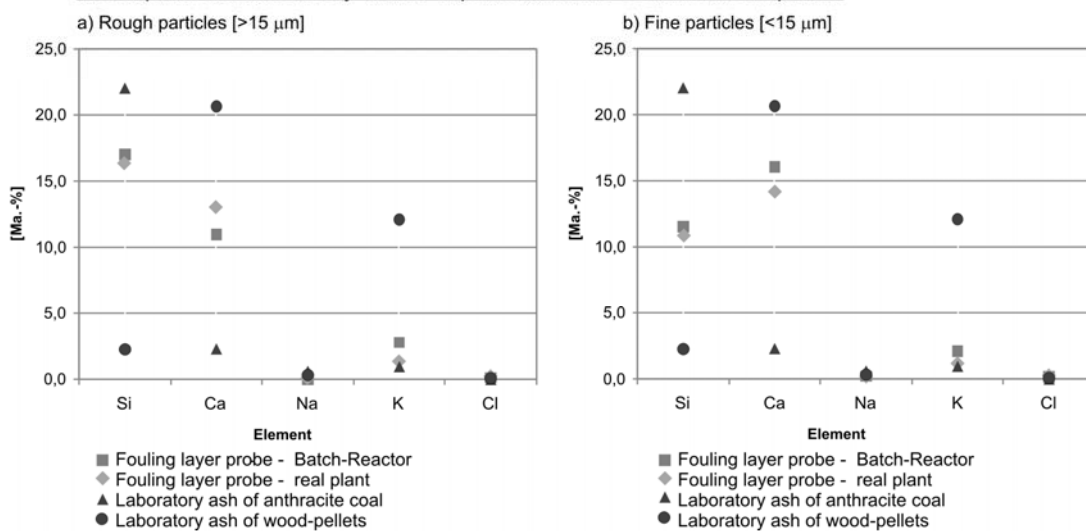 a) Rough particles [>15 μm]
25,0
20,0
15,0
10,0
5,0
0,0
[Ma.-%]
Si Ca Na K Cl
Element
Fouling layer probe - Batch-Reactor
Fouling layer probe - real plant
Laboratory ash of anthracite coal
Laboratory ash of wood-pellets
b) Fine particles [<15 μm]
25,0
20,0
15,0
10,0
5,0
0,0
[Ma.-%]
Si Ca Na K Cl
Element
Fouling layer probe - Batch-Reactor
Fouling layer probe - real plant
Laboratory ash of anthracite coal
Laboratory ash of wood-pellets